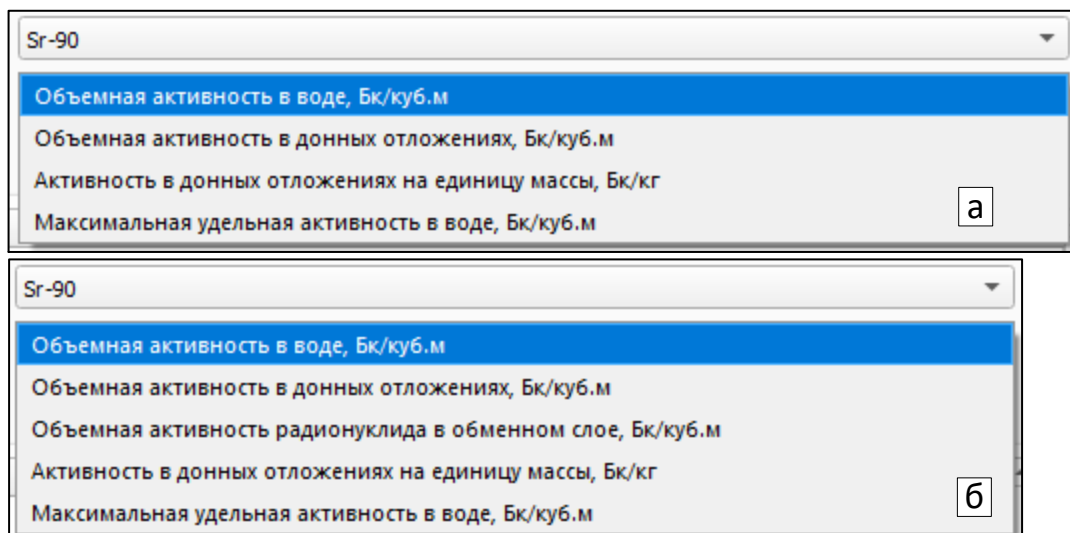 Sr-90
Объемная активность в воде, Бк/куб.м
Объемная активность в донных отложениях, Бк/куб.м
Активность в донных отложениях на единицу массы, Бк/кг
Максимальная удельная активность в воде, Бк/куб.м
а
Sr-90
Объемная активность в воде, Бк/куб.м
Объемная активность в донных отложениях, Бк/куб.м
Объемная активность радионуклида в обменном слое, Бк/куб.м
Активность в донных отложениях на единицу массы, Бк/кг
Максимальная удельная активность в воде, Бк/куб.м
б